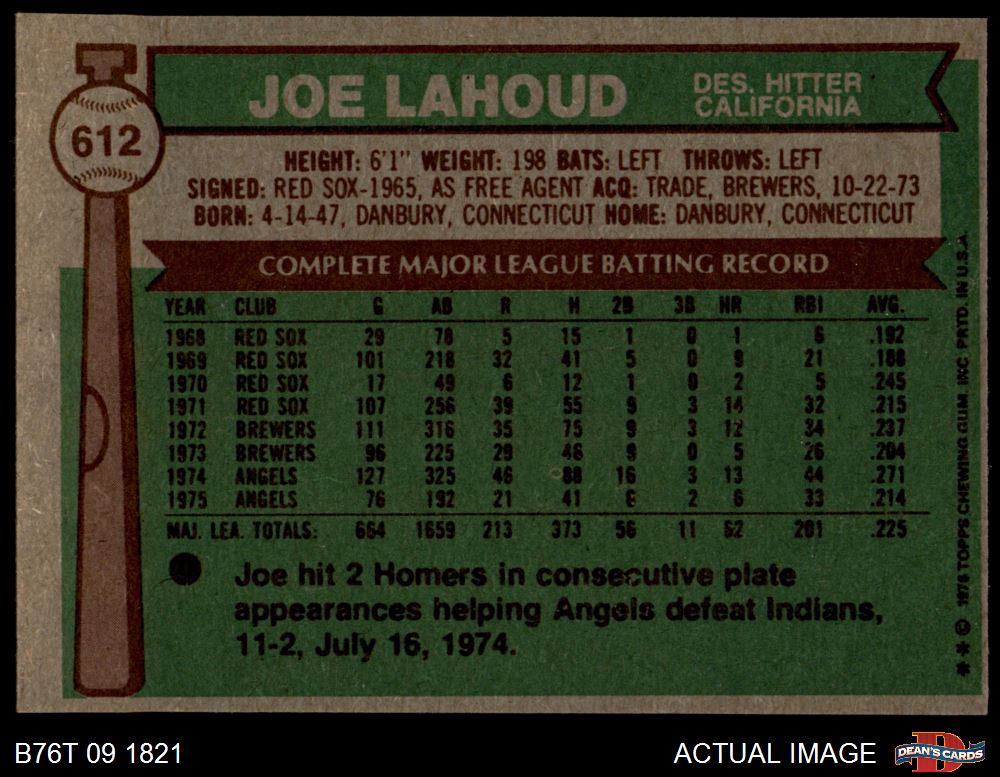 612
JOE LAHOUD
DES. HITTER
CALIFORNIA
HEIGHT: 6'1" WEIGHT: 198 BATS: LEFT THROWS: LEFT
SIGNED: RED SOX-1965, AS FREE AGENT ACQ: TRADE, BREWERS, 10-22-73
BORN: 4-14-47, DANBURY, CONNECTICUT HOME: DANBURY, CONNECTICUT
COMPLETE MAJOR LEAGUE BATTING RECORD
YEAR CLUB G AB R H 2B 3B HR RBI AVG.
1968 RED SOX 29 78 5 15 1 0 1 6 .192
1969 RED SOX 101 218 32 41 5 0 9 21 .188
1970 RED SOX 17 49 6 12 1 0 2 5 .245
1971 RED SOX 107 256 39 55 9 3 14 32 .215
1972 BREWERS 111 316 35 75 9 3 12 34 .237
1973 BREWERS 96 225 29 46 9 0 5 26 .204
1974 ANGELS 127 325 46 88 16 3 13 44 .271
1975 ANGELS 76 192 21 41 6 2 6 33 .214
MAJ. LEA. TOTALS: 664 1659 213 373 56 11 62 201 .225
Joe hit 2 Homers in consecutive plate
appearances helping Angels defeat Indians,
11-2, July 16, 1974.
** © 1976 TOPPS CHEWING GUM, INC. PRTD. IN U.S.A.
B76T 09 1821
ACTUAL IMAGE
D
DEAN'S CARDS